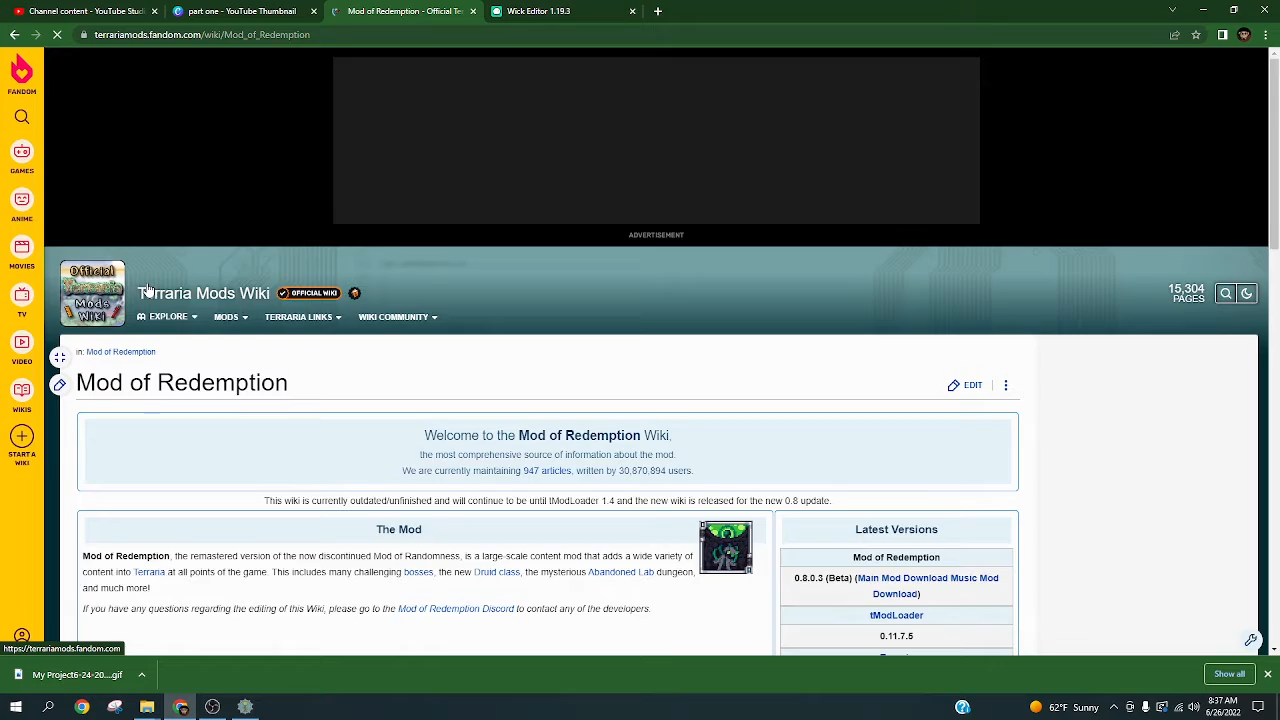 Channel content - YouTube Studi
Copy of YouTube Thumbnail
Mod of Redemption - Official Ter
Wick Editor 1.19.3
terrariamods.fandom.com/wiki/Mod_of_Redemption
FANDOM
GAMES
ANIME
MOVIES
TV
VIDEO
WIKIS
START A
WIKI
ADVERTISEMENT
Official
Terraria
Mods
Wiki
Terraria Mods Wiki
OFFICIAL WIKI
15,304
PAGES
EXPLORE
MODS
TERRARIA LINKS
WIKI COMMUNITY
in: Mod of Redemption
Mod of Redemption
EDIT
Welcome to the Mod of Redemption Wiki,
the most comprehensive source of information about the mod.
We are currently maintaining 947 articles, written by 30,870,894 users.
This wiki is currently outdated/unfinished and will continue to be until tModLoader 1.4 and the new wiki is released for the new 0.8 update.
The Mod
Mod of Redemption, the remastered version of the now discontinued Mod of Randomness, is a large-scale content mod that adds a wide variety of
content into Terraria at all points of the game. This includes many challenging bosses, the new Druid class, the mysterious Abandoned Lab dungeon,
and much more!
If you have any questions regarding the editing of this Wiki, please go to the Mod of Redemption Discord to contact any of the developers.
Latest Versions
Mod of Redemption
0.8.0.3 (Beta) (Main Mod Download Music Mod
Download)
tModLoader
0.11.7.5
https://terrariamods.fandom.com
My Project6-24-20....gif
Show all
62°F Sunny
8:37 AM
6/26/2022